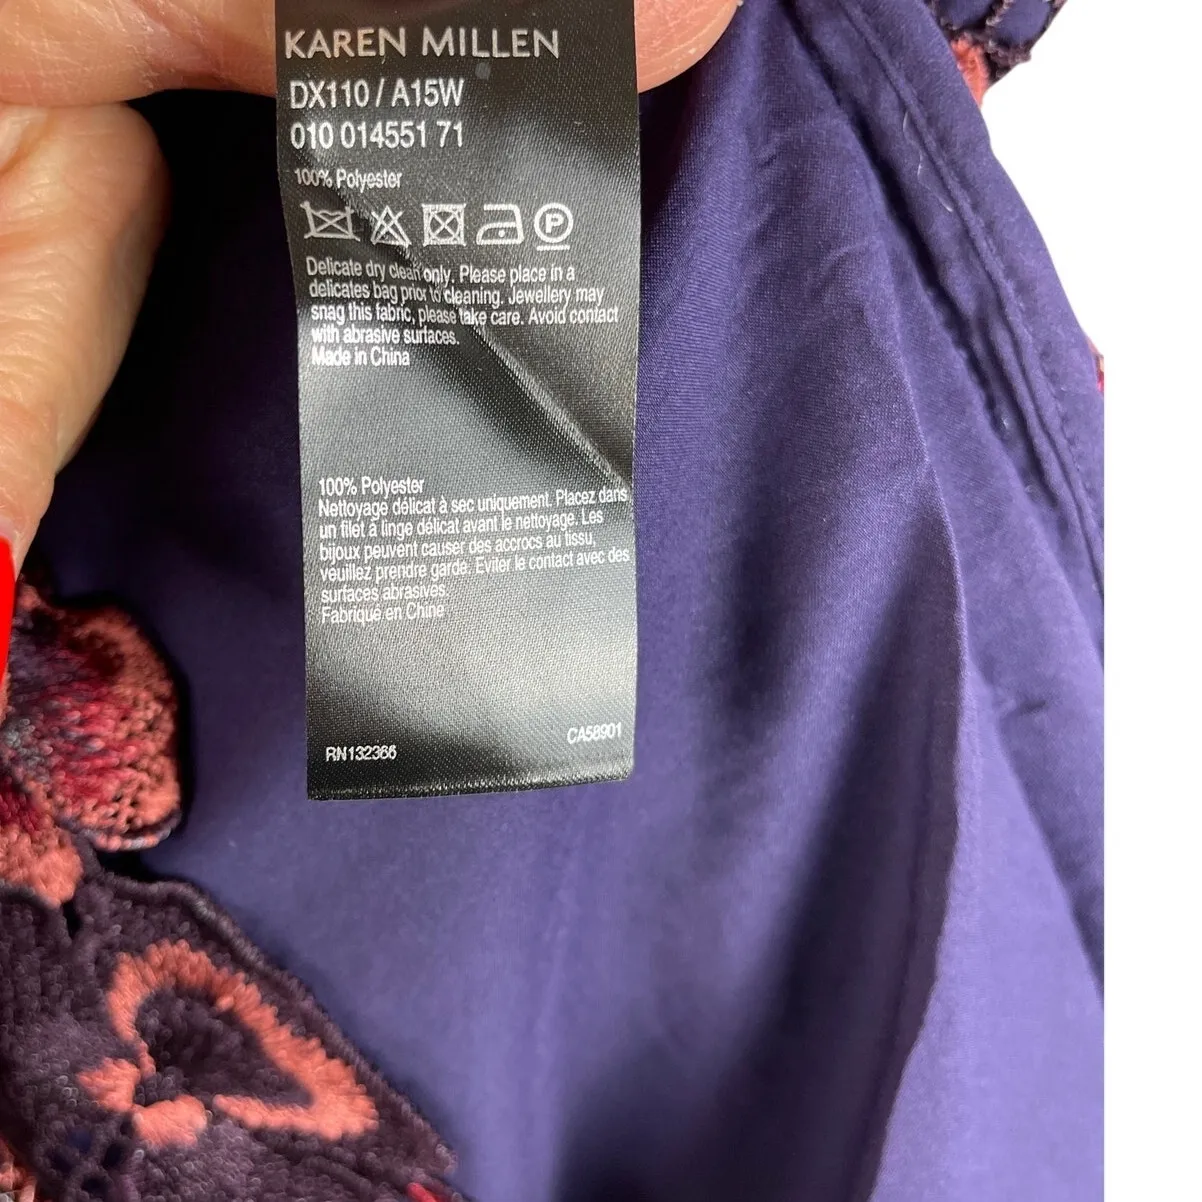 KAREN MILLEN
DX110 / A15W
010 014551 71
100% Polyester
P
Delicate dry clean only. Please place in a
delicates bag prior to cleaning. Jewellery may
snag this fabric, please take care. Avoid contact
with abrasive surfaces.
Made in China
100% Polyester
Nettoyage délicat à sec uniquement. Placez dans
un filet à linge délicat avant le nettoyage. Les
bijoux peuvent causer des accrocs au tissu,
veuillez prendre garde. Eviter le contact avec des
surfaces abrasives.
Fabriqué en Chine
CA58901
RN132366